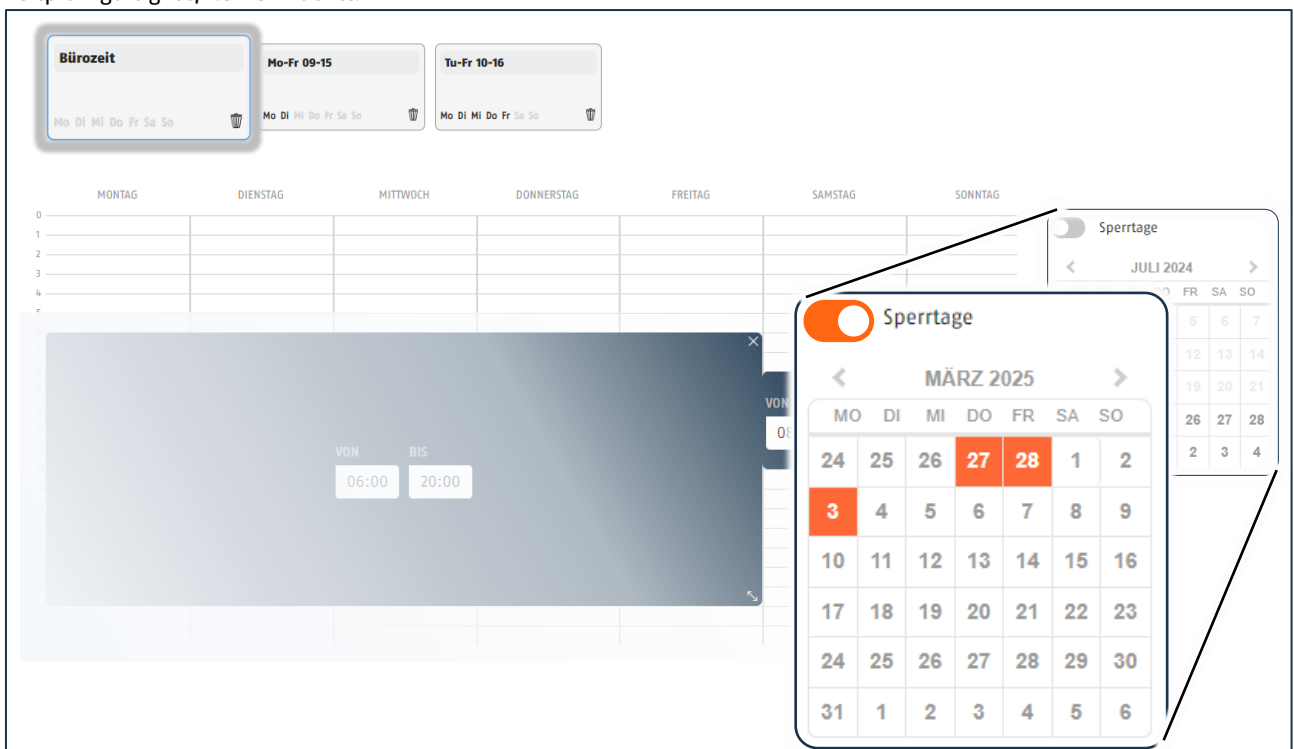 Bürozeit
Mo Di Mi Do Fr Sa So
Mo-Fr 09-15
Mo Di Mi Do Fr Sa So
Tu-Fr 10-16
Mo Di Mi Do Fr Sa So
MONTAG DIENSTAG MITTWOCH DONNERSTAG FREITAG SAMSTAG SONNTAG
0
1
2
3
4
VON BIS
06:00 20:00
VON
Sperrtage
JULI 2024
FR SA SO
5 6 7
12 13 14
19 20 21
26 27 28
2 3 4
Sperrtage
MÄRZ 2025
MO DI MI DO FR SA SO
24 25 26 27 28 1 2
3 4 5 6 7 8 9
10 11 12 13 14 15 16
17 18 19 20 21 22 23
24 25 26 27 28 29 30
31 1 2 3 4 5 6